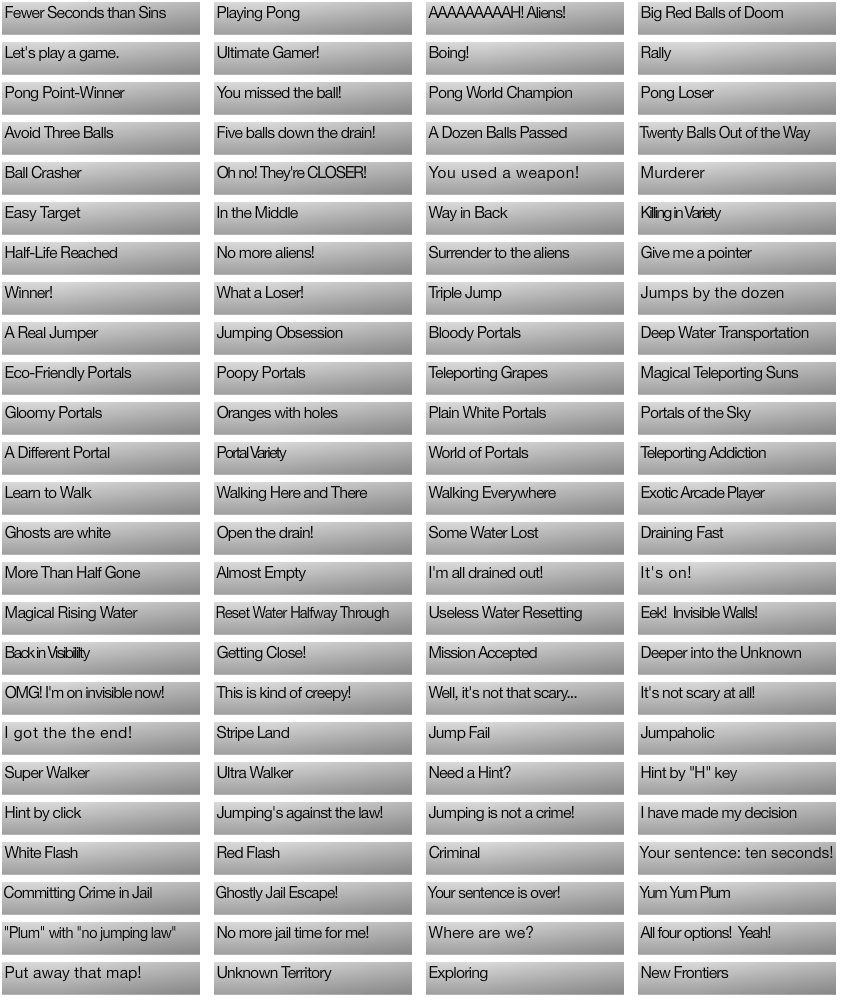 Fewer Seconds than Sins
Playing Pong
AAAAAAAAAH! Aliens!
Big Red Balls of Doom
Let's play a game.
Ultimate Gamer!
Boing!
Rally
Pong Point-Winner
You missed the ball!
Pong World Champion
Pong Loser
Avoid Three Balls
Five balls down the drain!
A Dozen Balls Passed
Twenty Balls Out of the Way
Ball Crasher
Oh no! They're CLOSER!
You used a weapon!
Murderer
Easy Target
In the Middle
Way in Back
Killing in Variety
Half-Life Reached
No more aliens!
Surrender to the aliens
Give me a pointer
Winner!
What a Loser!
Triple Jump
Jumps by the dozen
A Real Jumper
Jumping Obsession
Bloody Portals
Deep Water Transportation
Eco-Friendly Portals
Poopy Portals
Teleporting Grapes
Magical Teleporting Suns
Gloomy Portals
Oranges with holes
Plain White Portals
Portals of the Sky
A Different Portal
Portal Variety
World of Portals
Teleporting Addiction
Learn to Walk
Walking Here and There
Walking Everywhere
Exotic Arcade Player
Ghosts are white
Open the drain!
Some Water Lost
Draining Fast
More Than Half Gone
Almost Empty
I'm all drained out!
It's on!
Magical Rising Water
Reset Water Halfway Through
Useless Water Resetting
Eek!  Invisible Walls!
Back in Visibility
Getting Close!
Mission Accepted
Deeper into the Unknown
OMG! I'm on invisible now!
This is kind of creepy!
Well, it's not that scary...
It's not scary at all!
I got the the end!
Stripe Land
Jump Fail
Jumpaholic
Super Walker
Ultra Walker
Need a Hint?
Hint by "H" key
Hint by click
Jumping's against the law!
Jumping is not a crime!
I have made my decision
White Flash
Red Flash
Criminal
Your sentence: ten seconds!
Committing Crime in Jail
Ghostly Jail Escape!
Your sentence is over!
Yum Yum Plum
"Plum" with "no jumping law"
No more jail time for me!
Where are we?
All four options!  Yeah!
Put away that map!
Unknown Territory
Exploring
New Frontiers